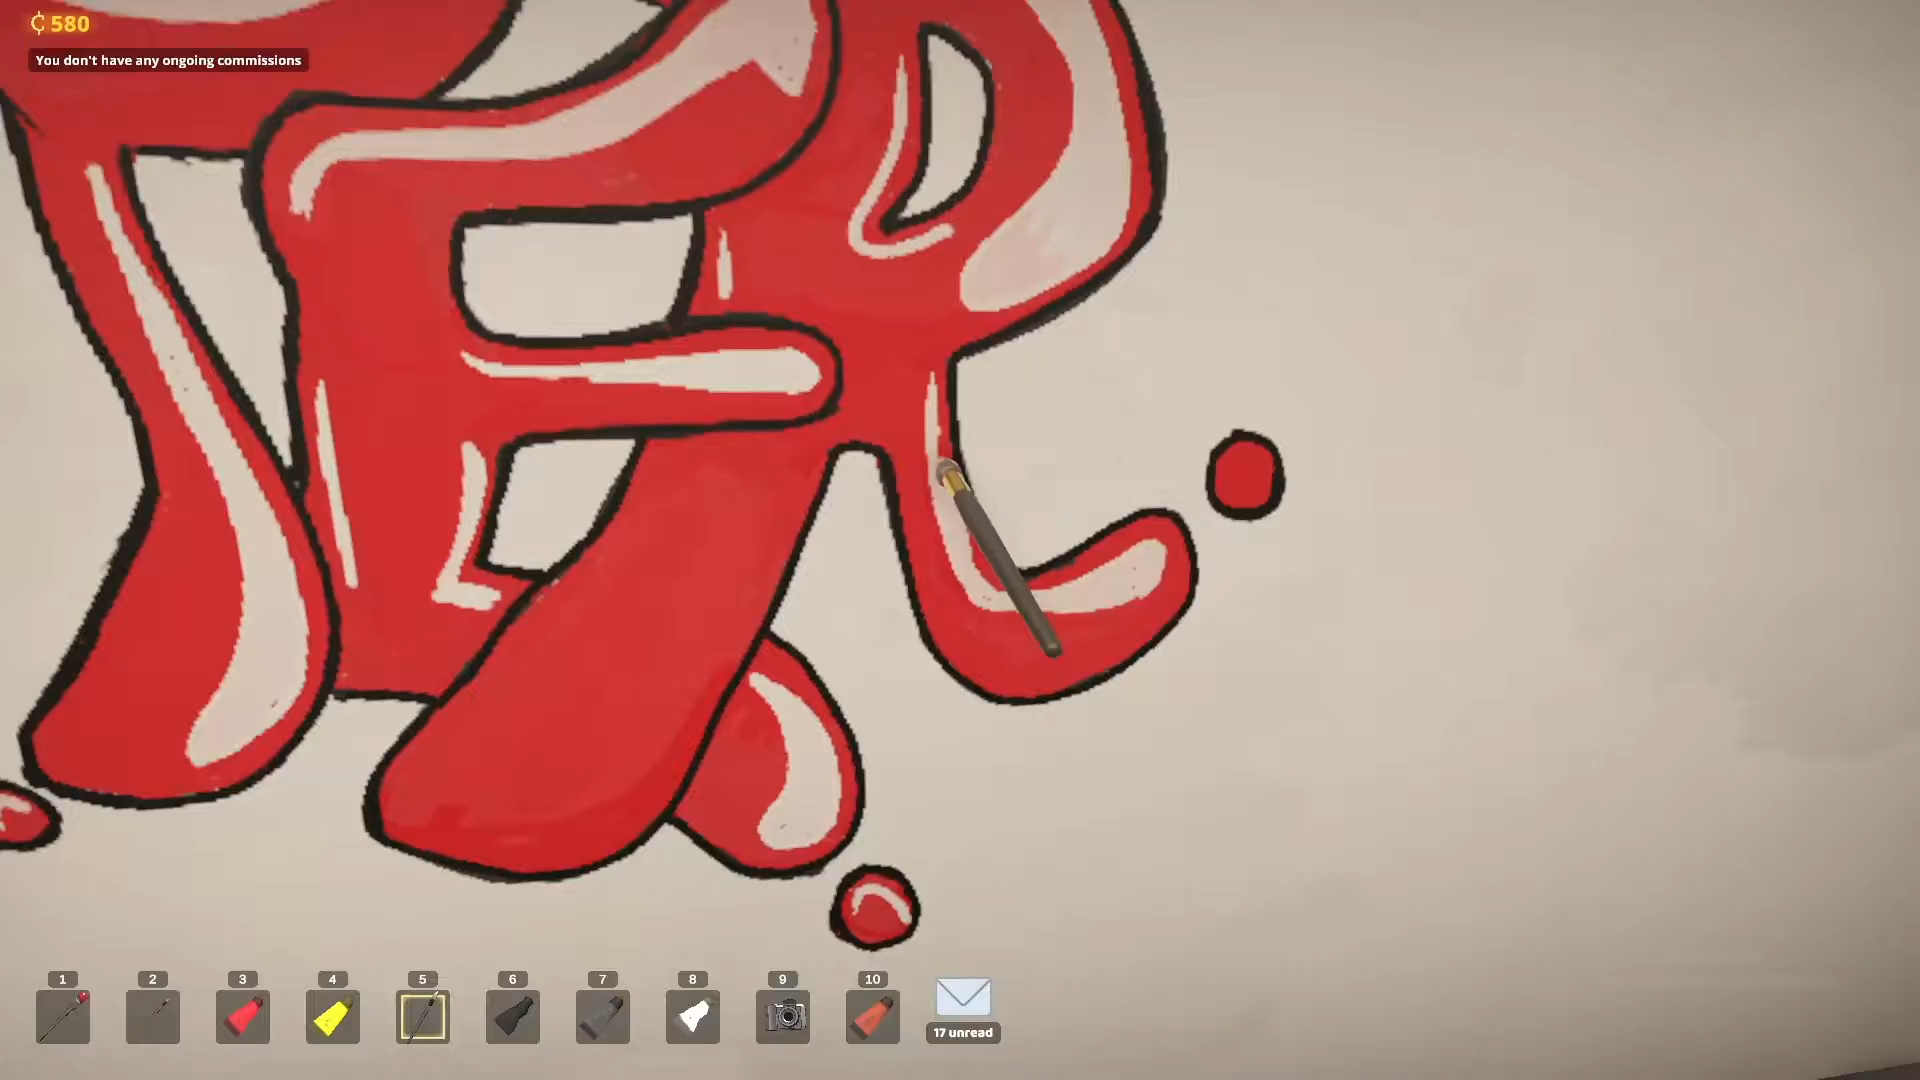 ₵ 580
You don't have any ongoing commissions
1 2 3 4 5 6 7 8 9 10
17 unread